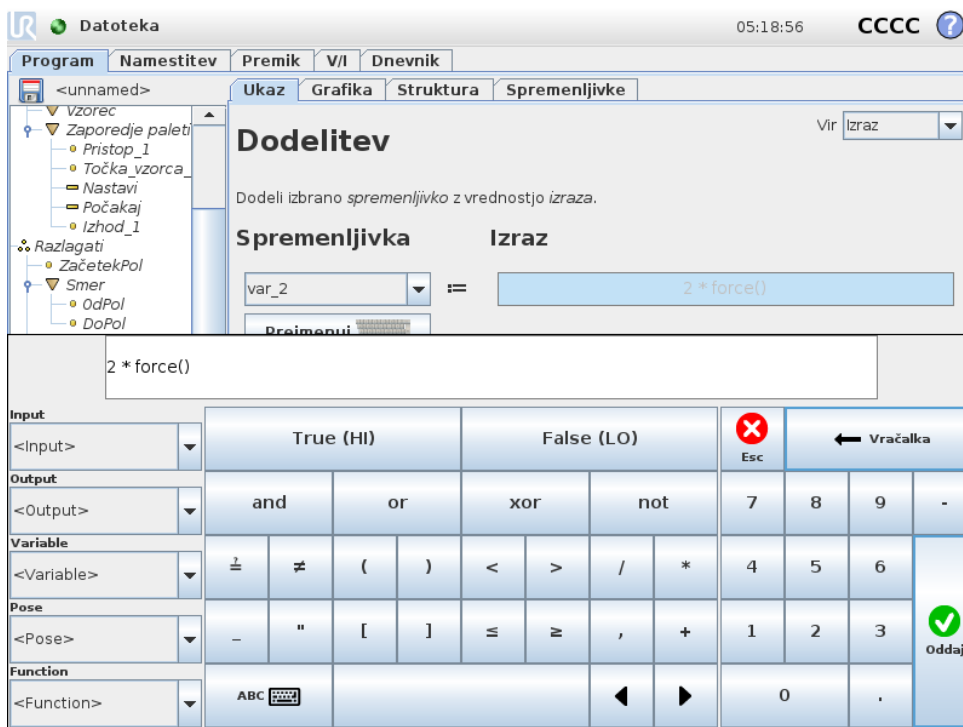 UR Datoteka 05:18:56 CCCC ?
Program Namestitev Premik V/I Dnevnik
<unnamed> Ukaz Grafika Struktura Spremenljivke
Vzorec
Zaporedje paleti
Pristop_1
Točka_vzorca_
Nastavi
Počakaj
Izhod_1
Razlagati
ZačetekPol
Smer
OdPol
DoPol
Dodelitev
Vir Izraz
Dodeli izbrano spremenljivko z vrednostjo izraza.
Spremenljivka Izraz
var_2 := 2 * force()
Preimenuj
2 * force()
Input
<Input> True (HI) False (LO) Esc Vračalka
Output
<Output> and or xor not 7 8 9 -
Variable
<Variable> ≟ ≠ ( ) < > / * 4 5 6
Pose
<Pose> _ " [ ] ≤ ≥ , + 1 2 3 Oddaj
Function
<Function> ABC 0 .